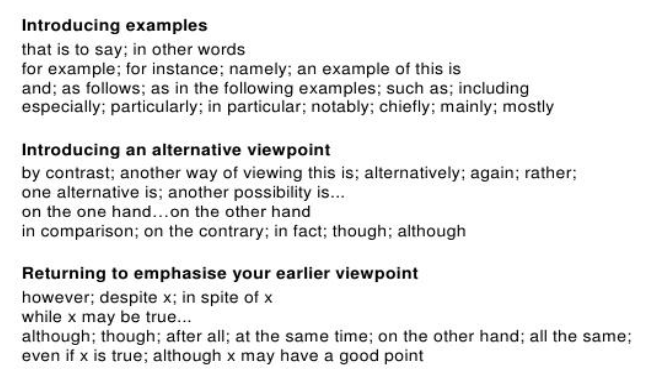 Introducing examples
that is to say; in other words
for example; for instance; namely; an example of this is
and; as follows; as in the following examples; such as; including
especially; particularly; in particular; notably; chiefly; mainly; mostly
Introducing an alternative viewpoint
by contrast; another way of viewing this is; alternatively; again; rather;
one alternative is; another possibility is...
on the one hand...on the other hand
in comparison; on the contrary; in fact; though; although
Returning to emphasise your earlier viewpoint
however; despite x; in spite of x
while x may be true...
although; though; after all; at the same time; on the other hand; all the same;
even if x is true; although x may have a good point